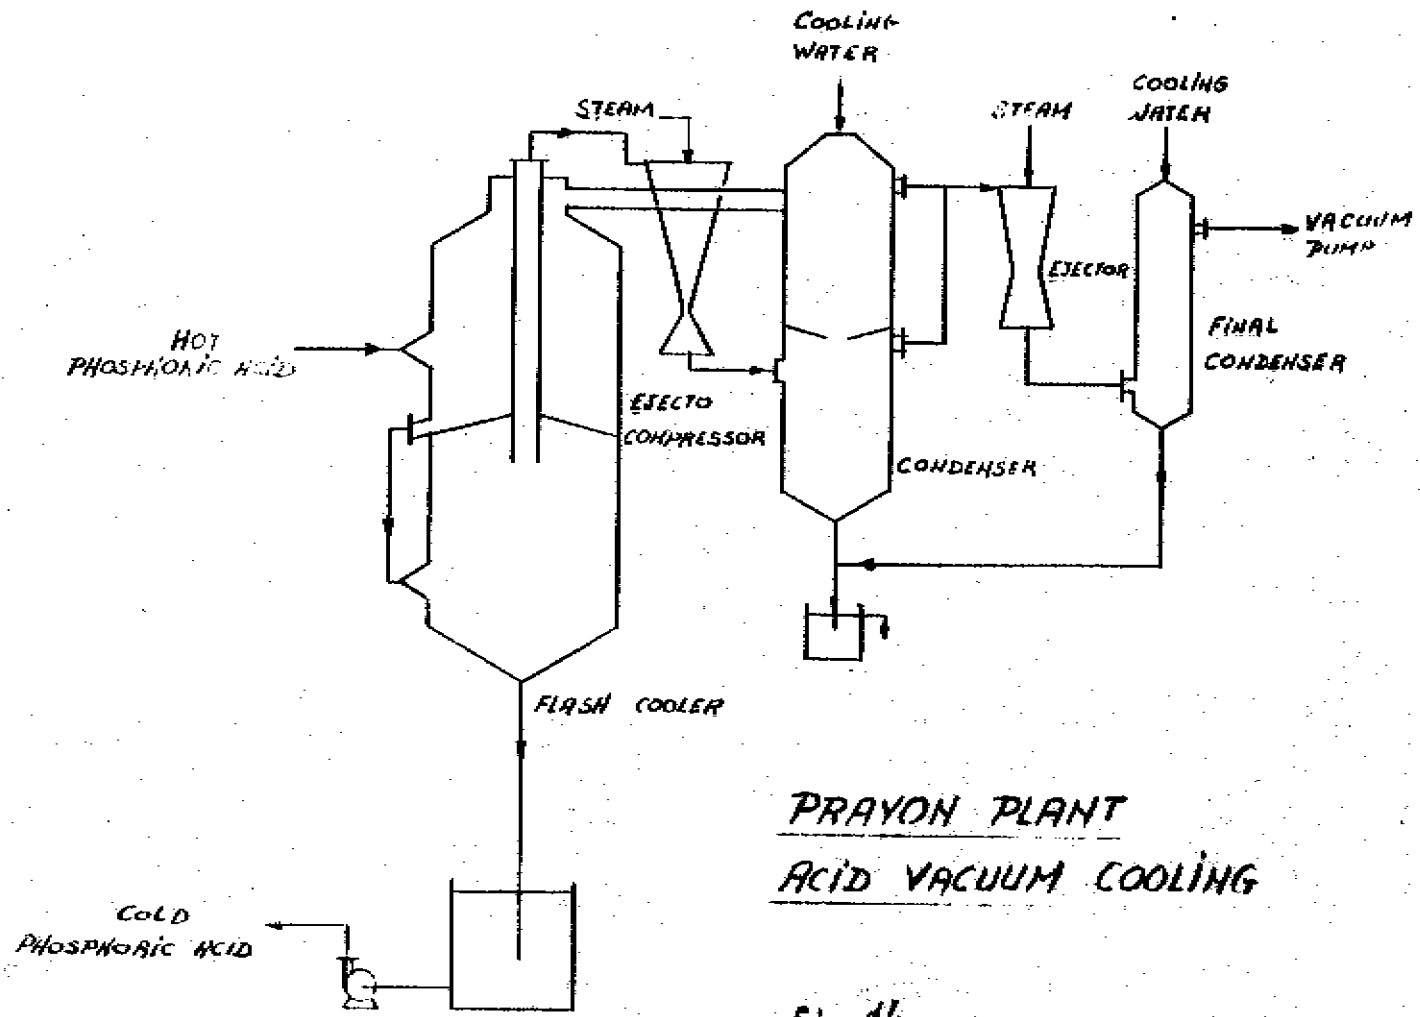 COOLING
WATER
STEAM
STEAM
COOLING
WATER
VACUUM
PUMP
EJECTOR
HOT
PHOSPHORIC ACID
FINAL
CONDENSER
EJECTO
COMPRESSOR
CONDENSER
FLASH COOLER
PRAYON PLANT
ACID VACUUM COOLING
COLD
PHOSPHORIC ACID